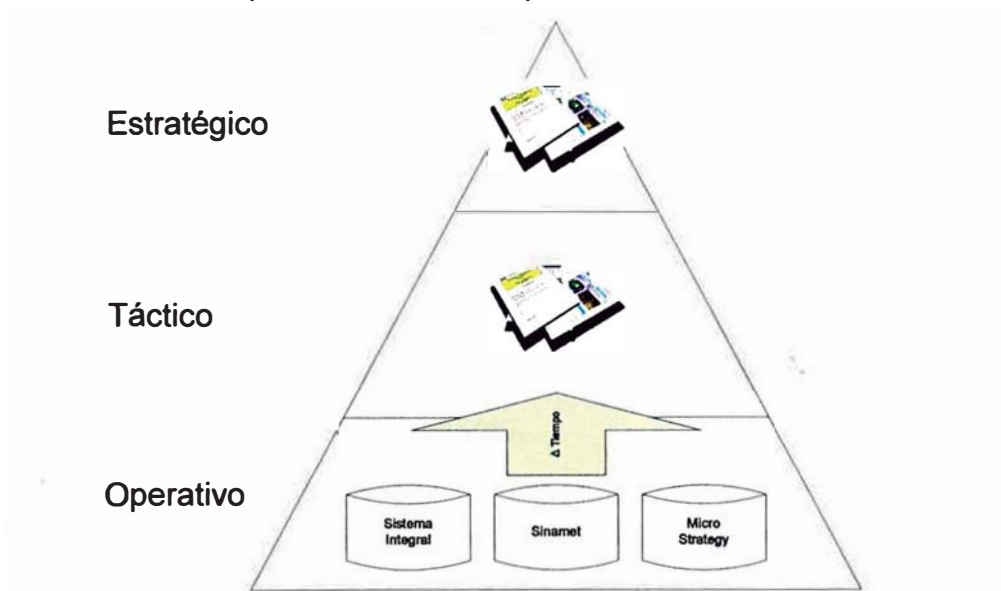 Estratégico
Táctico
Δ Tiempo
Operativo
Sistema
Integral
Sinamet
Micro
Strategy